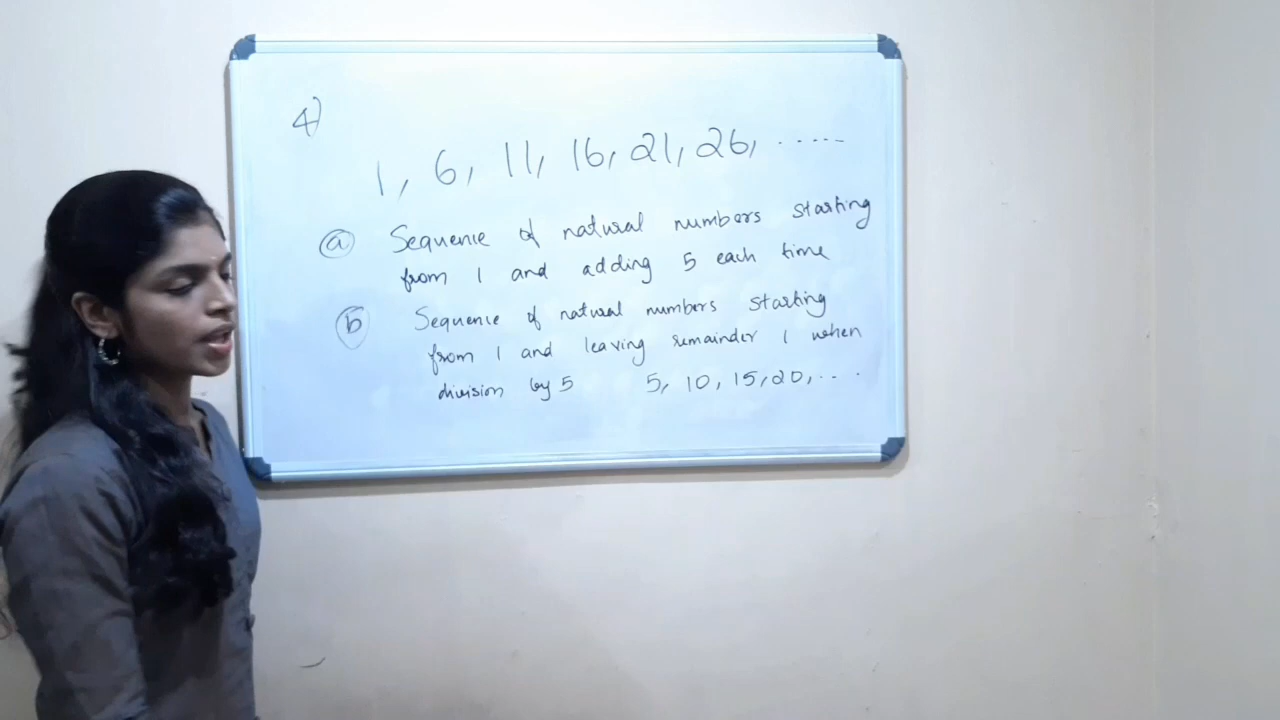 4)
1, 6, 11, 16, 21, 26, .....
a Sequence of natural numbers starting
from 1 and adding 5 each time
b Sequence of natural numbers starting
from 1 and leaving remainder 1 when
division by 5 5, 10, 15, 20, ....